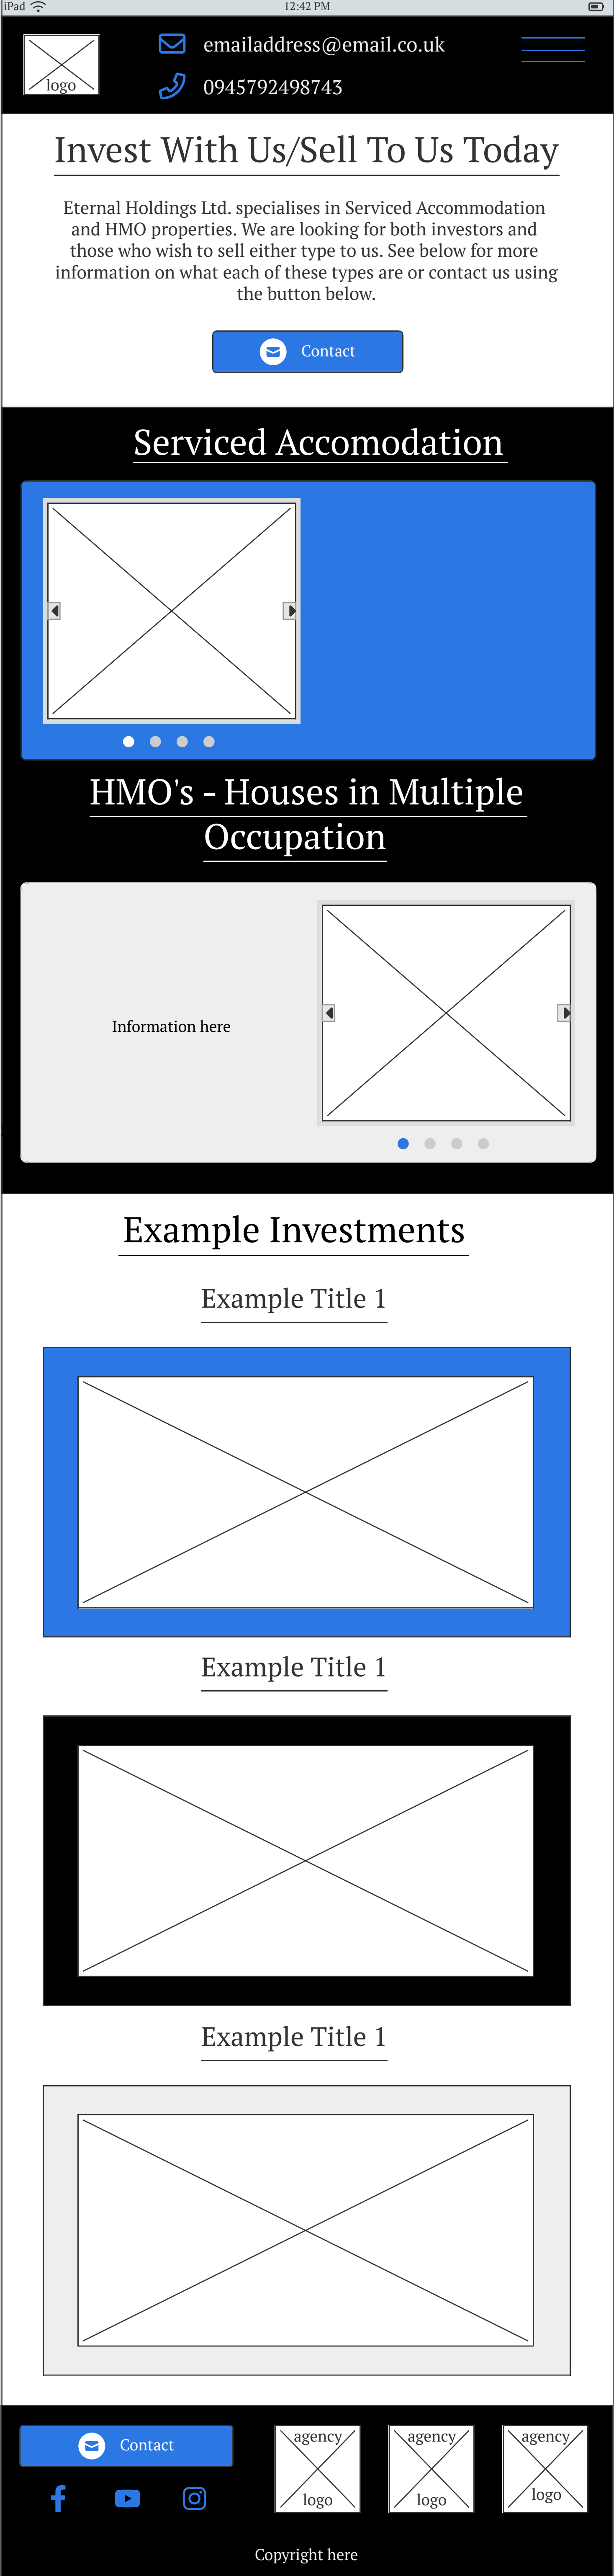 iPad 12:42 PM
logo
emailaddress@email.co.uk
0945792498743
Invest With Us/Sell To Us Today
Eternal Holdings Ltd. specialises in Serviced Accommodation
and HMO properties. We are looking for both investors and
those who wish to sell either type to us. See below for more
information on what each of these types are or contact us using
the button below.
Contact
Serviced Accomodation
HMO's - Houses in Multiple
Occupation
Information here
Example Investments
Example Title 1
Example Title 1
Example Title 1
Contact
agency
logo
agency
logo
agency
logo
Copyright here